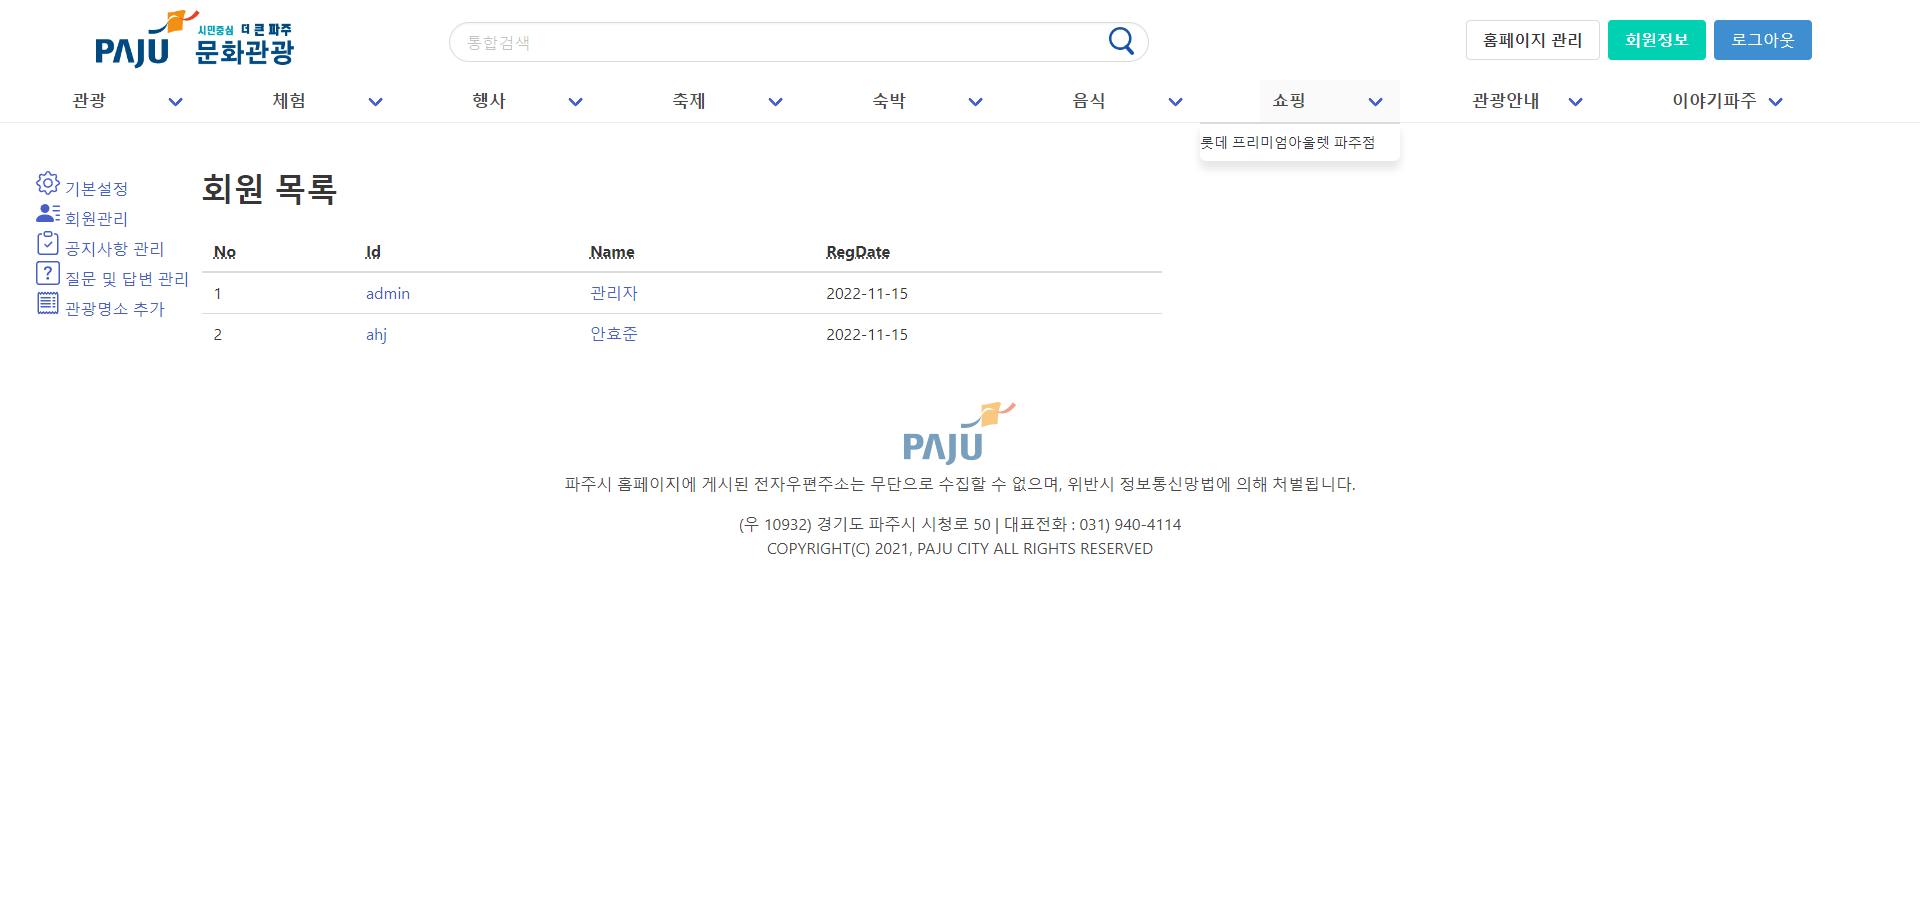 PAJU 시민중심 더 큰 파주 문화관광
통합검색
홈페이지 관리 회원정보 로그아웃
관광 체험 행사 축제 숙박 음식 쇼핑 관광안내 이야기파주
롯데 프리미엄아울렛 파주점
기본설정
회원관리
공지사항 관리
질문 및 답변 관리
관광명소 추가
회원 목록
No Id Name RegDate
1 admin 관리자 2022-11-15
2 ahj 안효준 2022-11-15
PAJU
파주시 홈페이지에 게시된 전자우편주소는 무단으로 수집할 수 없으며, 위반시 정보통신망법에 의해 처벌됩니다.
(우 10932) 경기도 파주시 시청로 50 | 대표전화 : 031) 940-4114
COPYRIGHT(C) 2021, PAJU CITY ALL RIGHTS RESERVED